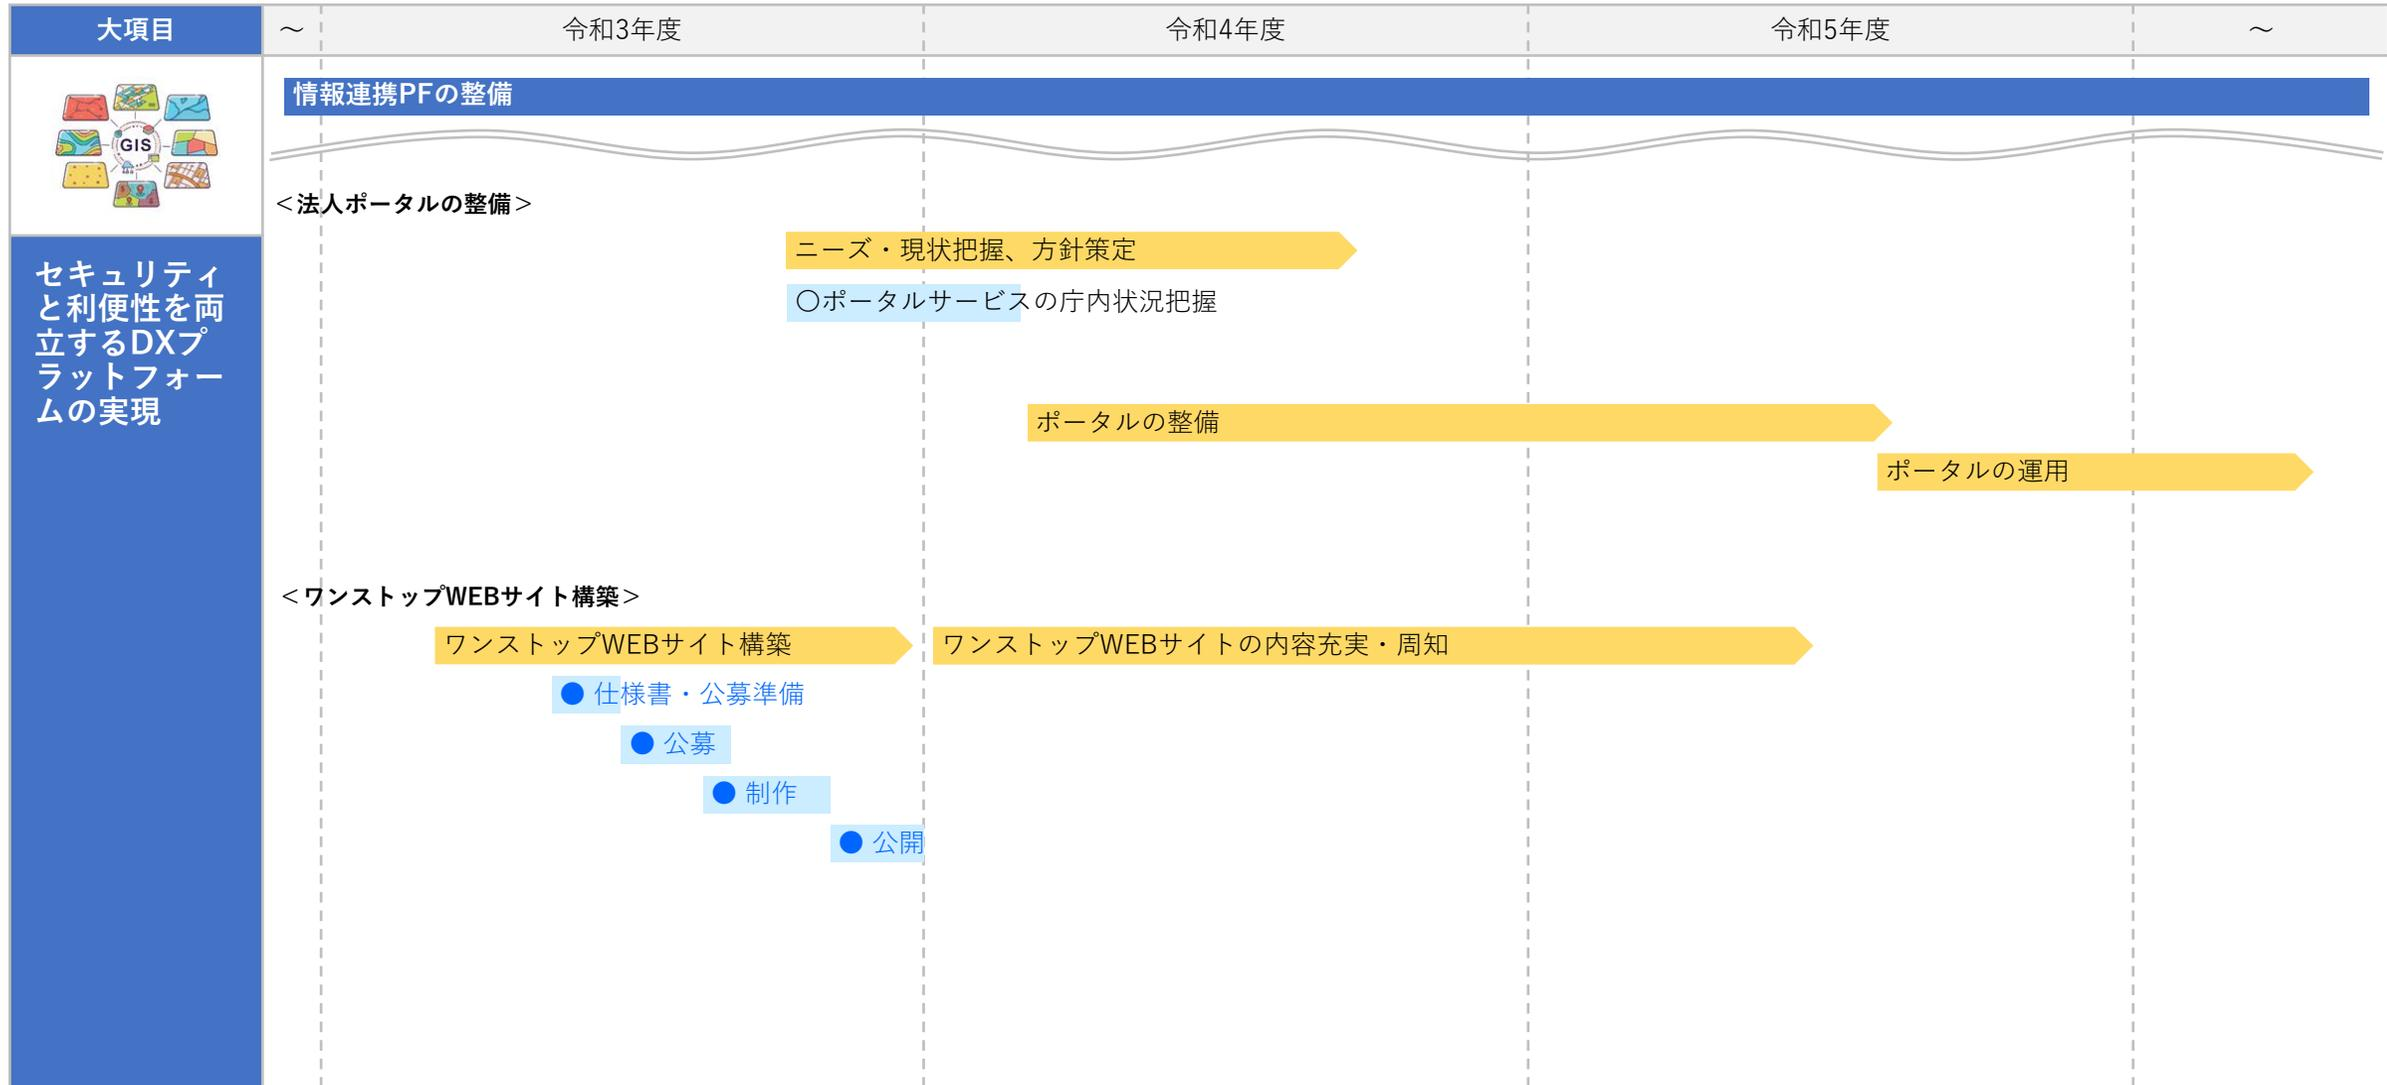 大項目
～
令和3年度
令和4年度
令和5年度
～
情報連携PFの整備
GIS
＜法人ポータルの整備＞
ニーズ・現状把握、方針策定
〇ポータルサービスの庁内状況把握
セキュリティ
と利便性を両
立するDXプ
ラットフォー
ムの実現
ポータルの整備
ポータルの運用
＜ワンストップWEBサイト構築＞
ワンストップWEBサイト構築
ワンストップWEBサイトの内容充実・周知
● 仕様書・公募準備
● 公募
● 制作
● 公開